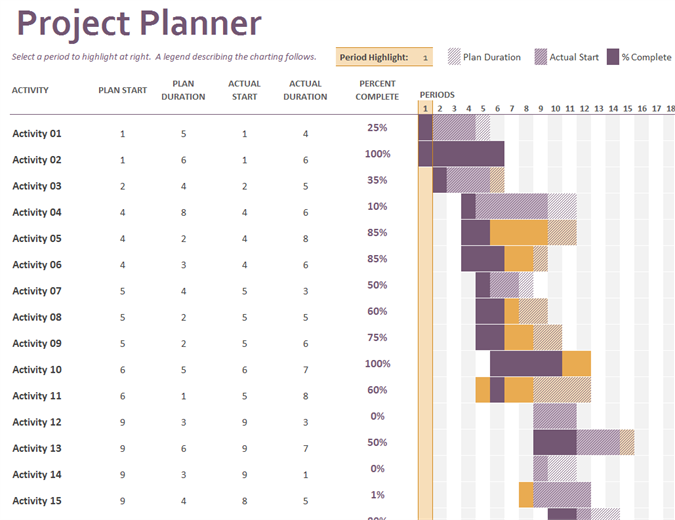 Project Planner
Select a period to highlight at right. A legend describing the charting follows. Period Highlight: 1 Plan Duration Actual Start % Complete
ACTIVITY PLAN START PLAN DURATION ACTUAL START ACTUAL DURATION PERCENT COMPLETE PERIODS
1 2 3 4 5 6 7 8 9 10 11 12 13 14 15 16 17 18
Activity 01 1 5 1 4 25%
Activity 02 1 6 1 6 100%
Activity 03 2 4 2 5 35%
Activity 04 4 8 4 6 10%
Activity 05 4 2 4 8 85%
Activity 06 4 3 4 6 85%
Activity 07 5 4 5 3 50%
Activity 08 5 2 5 5 60%
Activity 09 5 2 5 6 75%
Activity 10 6 5 6 7 100%
Activity 11 6 1 5 8 60%
Activity 12 9 3 9 3 0%
Activity 13 9 6 9 7 50%
Activity 14 9 3 9 1 0%
Activity 15 9 4 8 5 1%